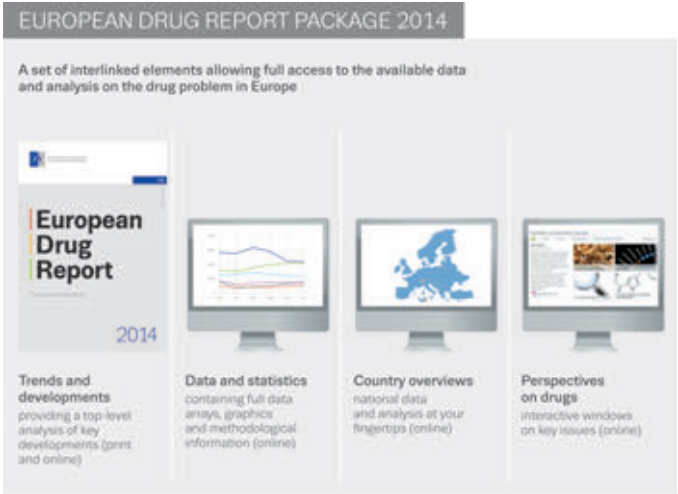 EUROPEAN DRUG REPORT PACKAGE 2014
A set of interlinked elements allowing full access to the available data
and analysis on the drug problem in Europe
European
Drug
Report
2014
Trends and
developments
providing a top-level
analysis of key
developments (print
and online)
Data and statistics
containing full data
arrays, graphics
and methodological
information (online)
Country overviews
national data
and analysis at your
fingertips (online)
Perspectives
on drugs
interactive windows
on key issues (online)